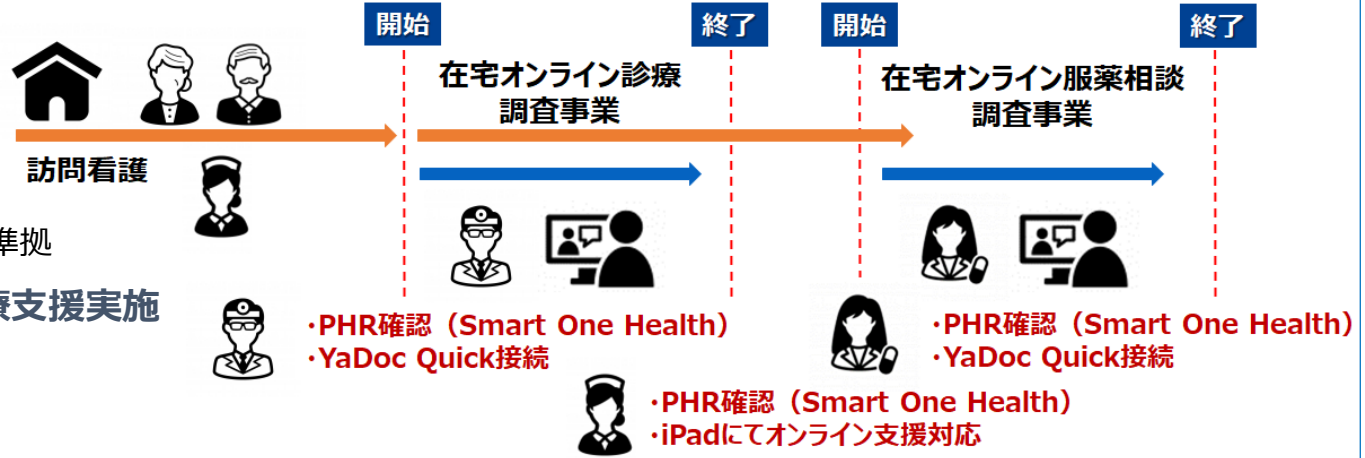 開始
終了
開始
終了
在宅オンライン診療
調査事業
在宅オンライン服薬相談
調査事業
訪問看護
準拠
療支援実施
・PHR確認（Smart One Health）
・YaDoc Quick接続
・PHR確認（Smart One Health）
・YaDoc Quick接続
・PHR確認（Smart One Health）
・iPadにてオンライン支援対応